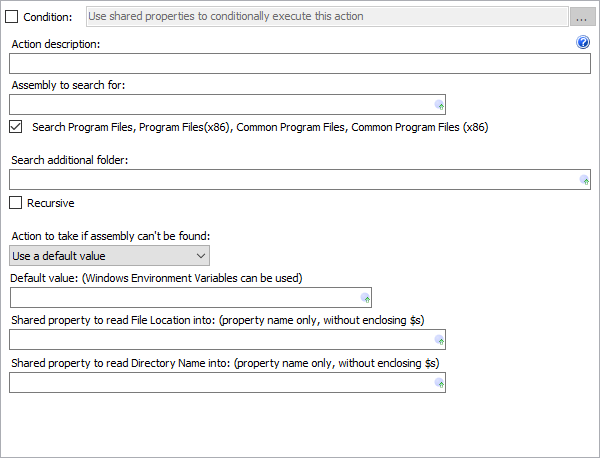 Condition: Use shared properties to conditionally execute this action ...
Action description: ?
Assembly to search for:
Search Program Files, Program Files(x86), Common Program Files, Common Program Files (x86)
Search additional folder:
Recursive
Action to take if assembly can't be found:
Use a default value
Default value: (Windows Environment Variables can be used)
Shared property to read File Location into: (property name only, without enclosing $s)
Shared property to read Directory Name into: (property name only, without enclosing $s)